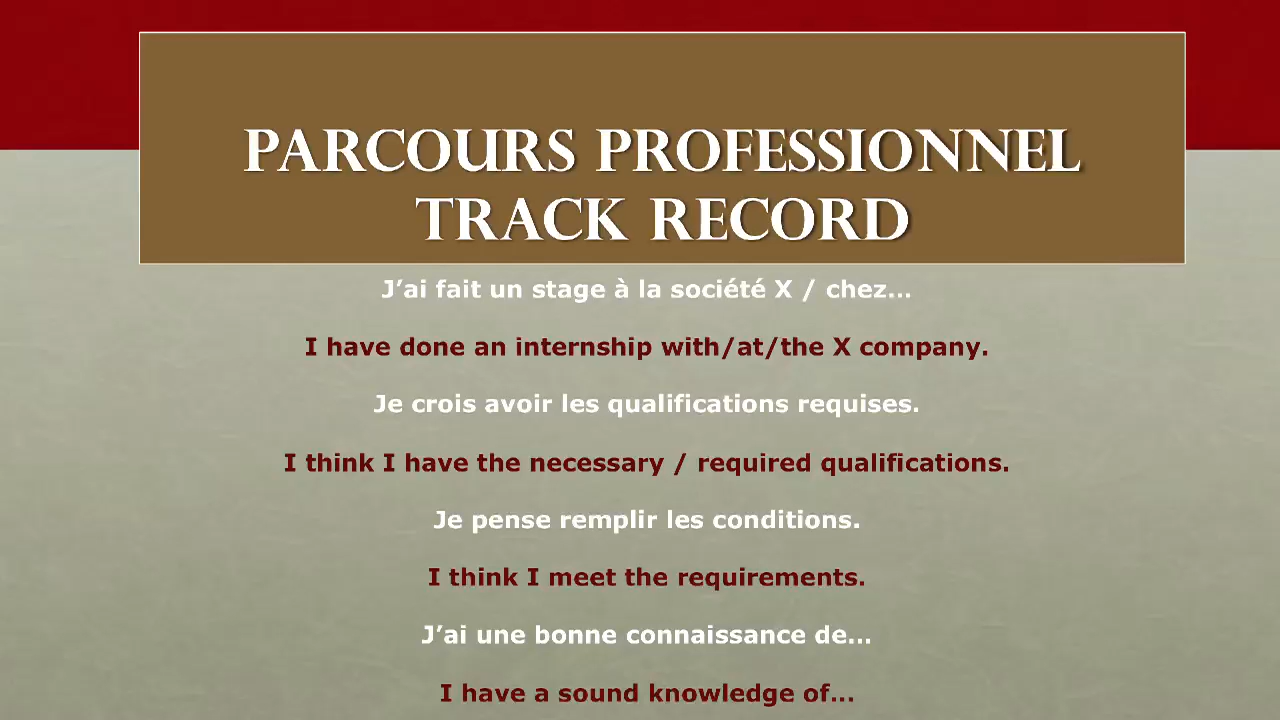 PARCOURS PROFESSIONNEL
TRACK RECORD
J’ai fait un stage à la société X / chez…
I have done an internship with/at/the X company.
Je crois avoir les qualifications requises.
I think I have the necessary / required qualifications.
Je pense remplir les conditions.
I think I meet the requirements.
J’ai une bonne connaissance de…
I have a sound knowledge of…